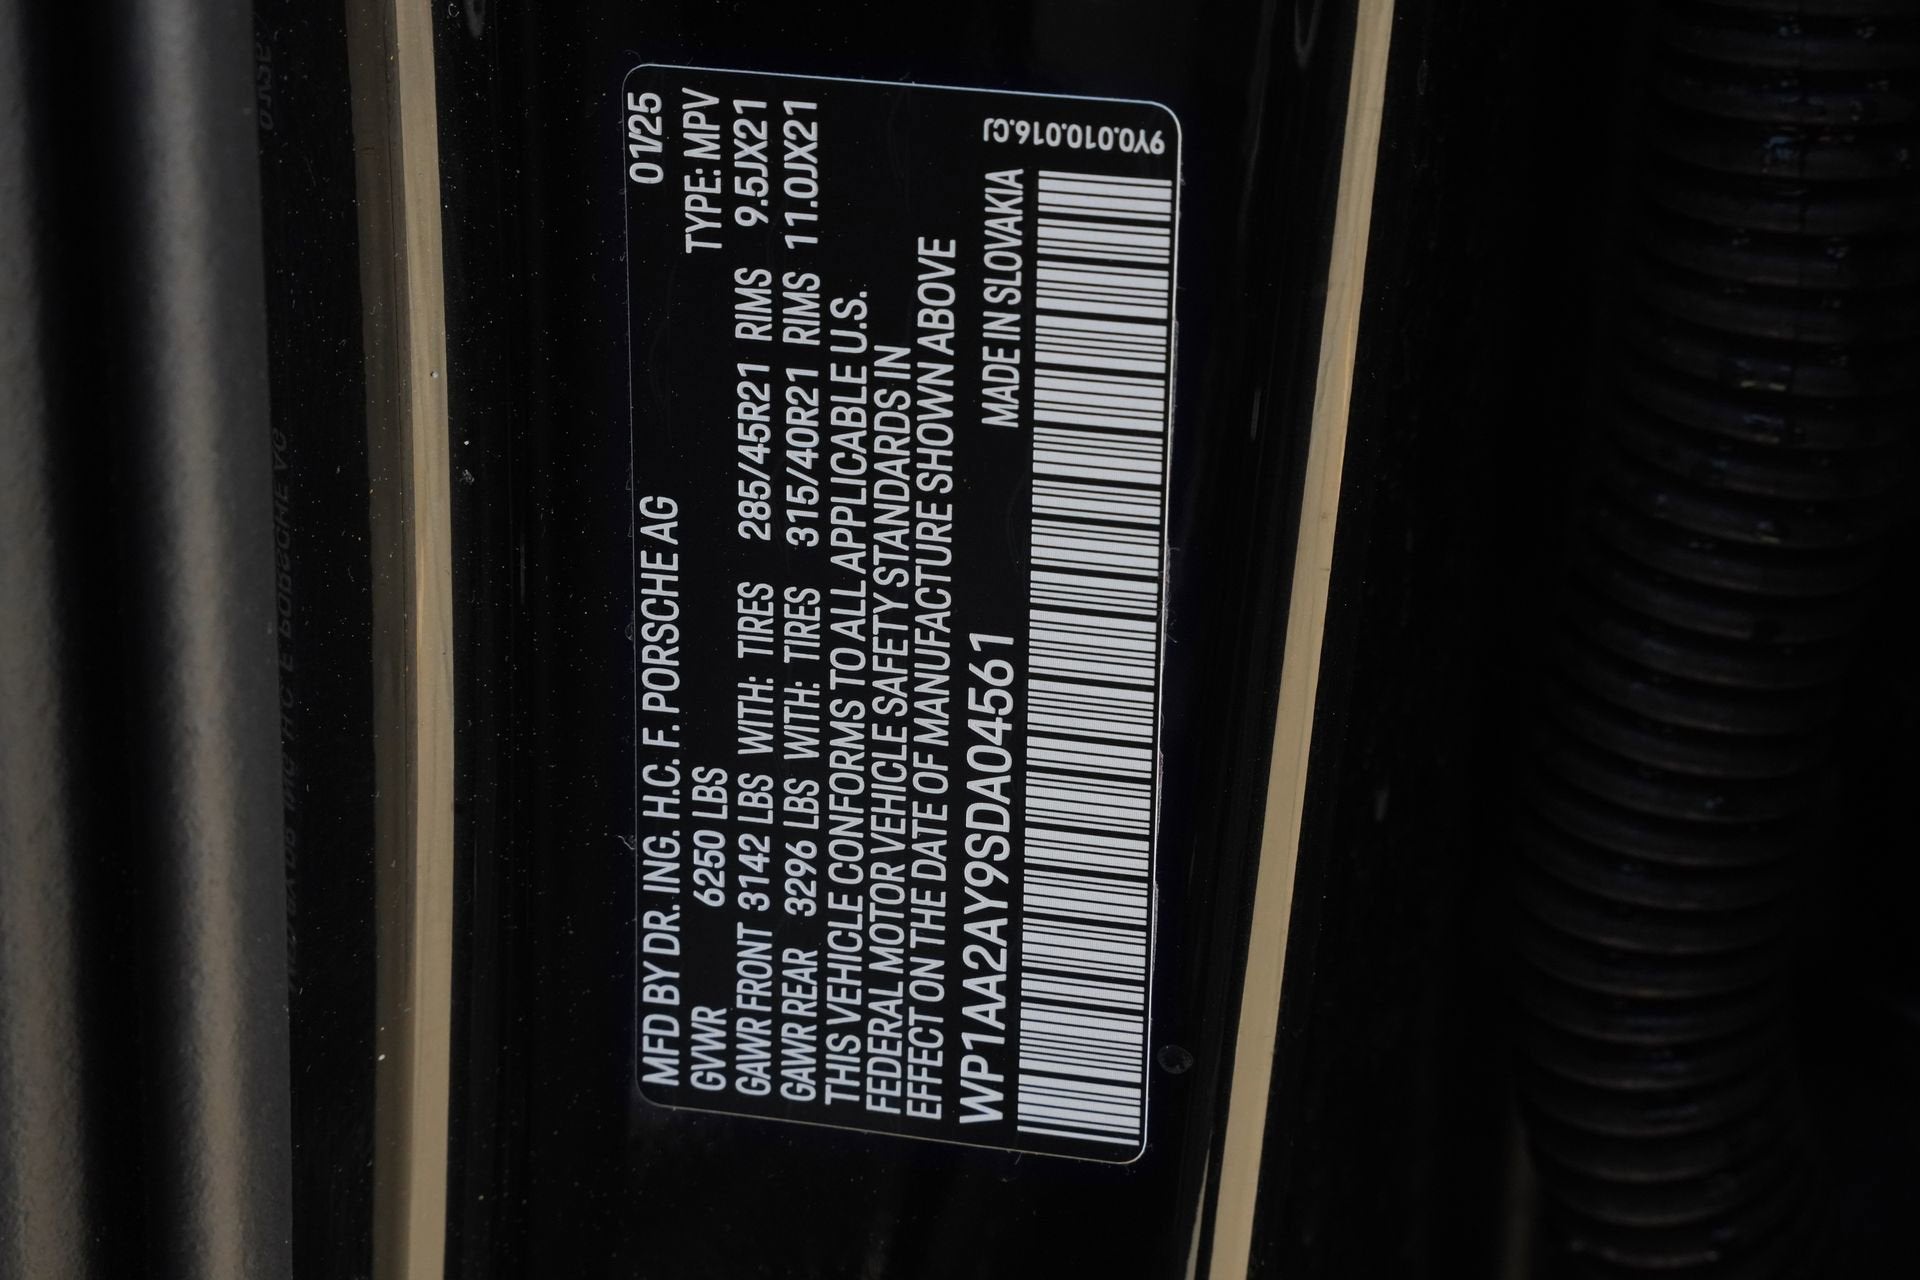 MFD BY DR. ING. H.C. F. PORSCHE AG 01/25
GVWR 6250 LBS TYPE: MPV
GAWR FRONT 3142 LBS WITH: TIRES 285/45R21 RIMS 9.5JX21
GAWR REAR 3296 LBS WITH: TIRES 315/40R21 RIMS 11.0JX21
THIS VEHICLE CONFORMS TO ALL APPLICABLE U.S.
FEDERAL MOTOR VEHICLE SAFETY STANDARDS IN
EFFECT ON THE DATE OF MANUFACTURE SHOWN ABOVE
WP1AA2AY9SDA04561 MADE IN SLOVAKIA
9Y0.010.016.CJ